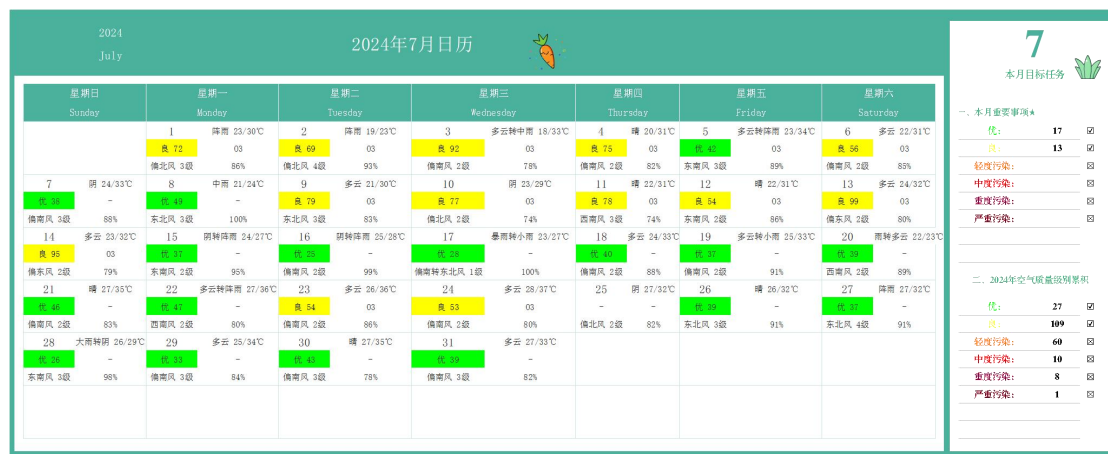 2024
July
2024年7月日历
星期日 星期一 星期二 星期三 星期四 星期五 星期六
Sunday Monday Tuesday Wednesday Thursday Friday Saturday
1 阵雨 23/30℃ 2 阵雨 19/23℃ 3 多云转中雨 18/33℃ 4 晴 20/31℃ 5 多云转阵雨 23/34℃ 6 多云 22/31℃
良 72 03 良 69 03 良 92 03 良 75 03 优 42 03 良 56 03
偏北风 3级 86% 偏北风 4级 93% 偏南风 2级 78% 偏南风 2级 82% 东南风 3级 89% 偏南风 2级 85%
7 阴 24/33℃ 8 中雨 21/24℃ 9 多云 21/30℃ 10 阴 23/29℃ 11 晴 22/31℃ 12 晴 22/31℃ 13 多云 24/32℃
优 38 - 优 49 - 良 79 03 良 77 03 良 78 03 良 54 03 良 99 03
偏南风 3级 88% 东北风 3级 100% 东北风 3级 83% 偏北风 2级 74% 西南风 3级 74% 东南风 2级 86% 偏东风 2级 80%
14 多云 23/32℃ 15 阴转阵雨 24/27℃ 16 阴转阵雨 25/28℃ 17 暴雨转小雨 23/27℃ 18 多云 24/33℃ 19 多云转小雨 25/33℃ 20 雨转多云 22/23℃
良 95 03 优 37 - 优 25 - 优 28 - 优 40 - 优 37 - 优 39 -
偏东风 2级 79% 东南风 2级 95% 偏南风 2级 99% 偏南转东北风 1级 100% 偏南风 2级 88% 偏南风 2级 91% 西南风 2级 89%
21 晴 27/35℃ 22 多云转阵雨 27/36℃ 23 多云 26/36℃ 24 多云 28/37℃ 25 阴 27/32℃ 26 晴 26/32℃ 27 阵雨 27/32℃
优 46 - 优 47 - 良 54 03 良 53 03 - - 优 39 - 优 37 -
偏南风 2级 83% 西南风 2级 80% 偏南风 2级 86% 偏南风 2级 80% 偏北风 2级 82% 东北风 3级 91% 东北风 4级 91%
28 大雨转阴 26/29℃ 29 多云 25/34℃ 30 晴 27/35℃ 31 多云 27/33℃
优 26 - 优 33 - 优 43 - 优 39 -
东南风 3级 98% 偏南风 3级 84% 偏南风 3级 78% 偏南风 3级 82%
7
本月目标任务
一、本月重要事项★
优: 17 ☑
良: 13 ☑
轻度污染: ☒
中度污染: ☒
重度污染: ☒
严重污染: ☒
二、2024年空气质量级别累积
优: 27 ☑
良: 109 ☑
轻度污染: 60 ☒
中度污染: 10 ☒
重度污染: 8 ☒
严重污染: 1 ☒